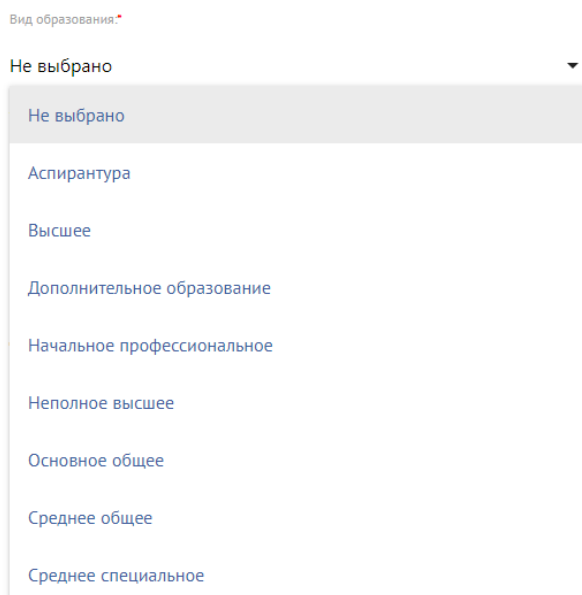 Вид образования:*
Не выбрано
Не выбрано
Аспирантура
Высшее
Дополнительное образование
Начальное профессиональное
Неполное высшее
Основное общее
Среднее общее
Среднее специальное